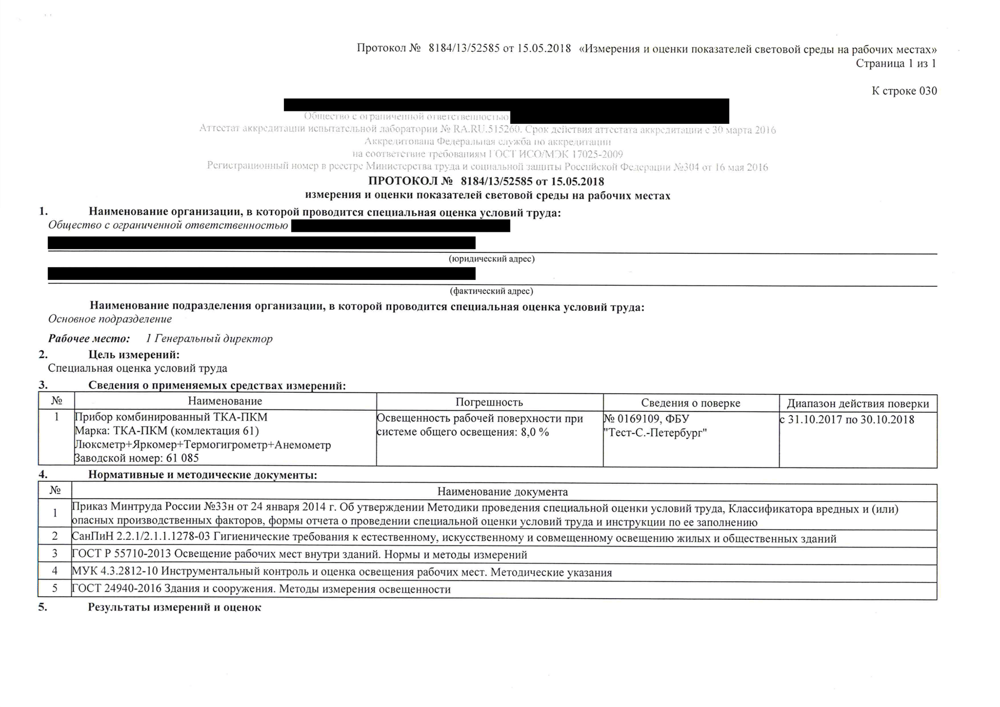 Протокол № 8184/13/52585 от 15.05.2018 «Измерения и оценки показателей световой среды на рабочих местах»
Страница 1 из 1
К строке 030
Общество с ограниченной ответственностью
Аттестат аккредитации испытательной лаборатории № RA.RU.515260. Срок действия аттестата аккредитации с 30 марта 2016
Аккредитована Федеральная служба по аккредитации
на соответствие требованиям ГОСТ ИСО/МЭК 17025-2009
Регистрационный номер в реестре Министерства труда и социальной защиты Российской Федерации №304 от 16 мая 2016
ПРОТОКОЛ № 8184/13/52585 от 15.05.2018
измерения и оценки показателей световой среды на рабочих местах
1. Наименование организации, в которой проводится специальная оценка условий труда:
Общество с ограниченной ответственностью
(юридический адрес)
(фактический адрес)
Наименование подразделения организации, в которой проводится специальная оценка условий труда:
Основное подразделение
Рабочее место: 1 Генеральный директор
2. Цель измерений:
Специальная оценка условий труда
3. Сведения о применяемых средствах измерений:
№ Наименование Погрешность Сведения о поверке Диапазон действия поверки
1 Прибор комбинированный ТКА-ПКМ Освещенность рабочей поверхности при № 0169109, ФБУ с 31.10.2017 по 30.10.2018
Марка: ТКА-ПКМ (комлектация 61) системе общего освещения: 8,0 % "Тест-С.-Петербург"
Люксметр+Яркомер+Термогигрометр+Анемометр
Заводской номер: 61 085
4. Нормативные и методические документы:
№ Наименование документа
1 Приказ Минтруда России №33н от 24 января 2014 г. Об утверждении Методики проведения специальной оценки условий труда, Классификатора вредных и (или)
опасных производственных факторов, формы отчета о проведении специальной оценки условий труда и инструкции по ее заполнению
2 СанПиН 2.2.1/2.1.1.1278-03 Гигиенические требования к естественному, искусственному и совмещенному освещению жилых и общественных зданий
3 ГОСТ Р 55710-2013 Освещение рабочих мест внутри зданий. Нормы и методы измерений
4 МУК 4.3.2812-10 Инструментальный контроль и оценка освещения рабочих мест. Методические указания
5 ГОСТ 24940-2016 Здания и сооружения. Методы измерения освещенности
5. Результаты измерений и оценок